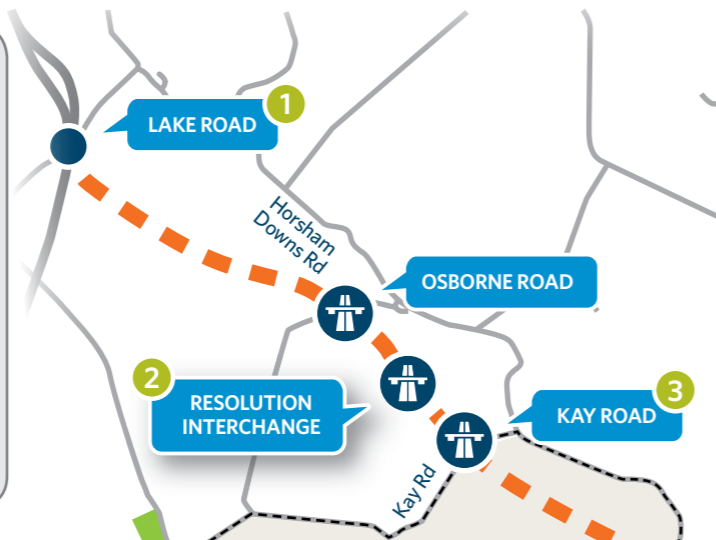 1
LAKE ROAD
Horsham
Downs Rd
OSBORNE ROAD
2
RESOLUTION
INTERCHANGE
3
KAY ROAD
Kay Rd